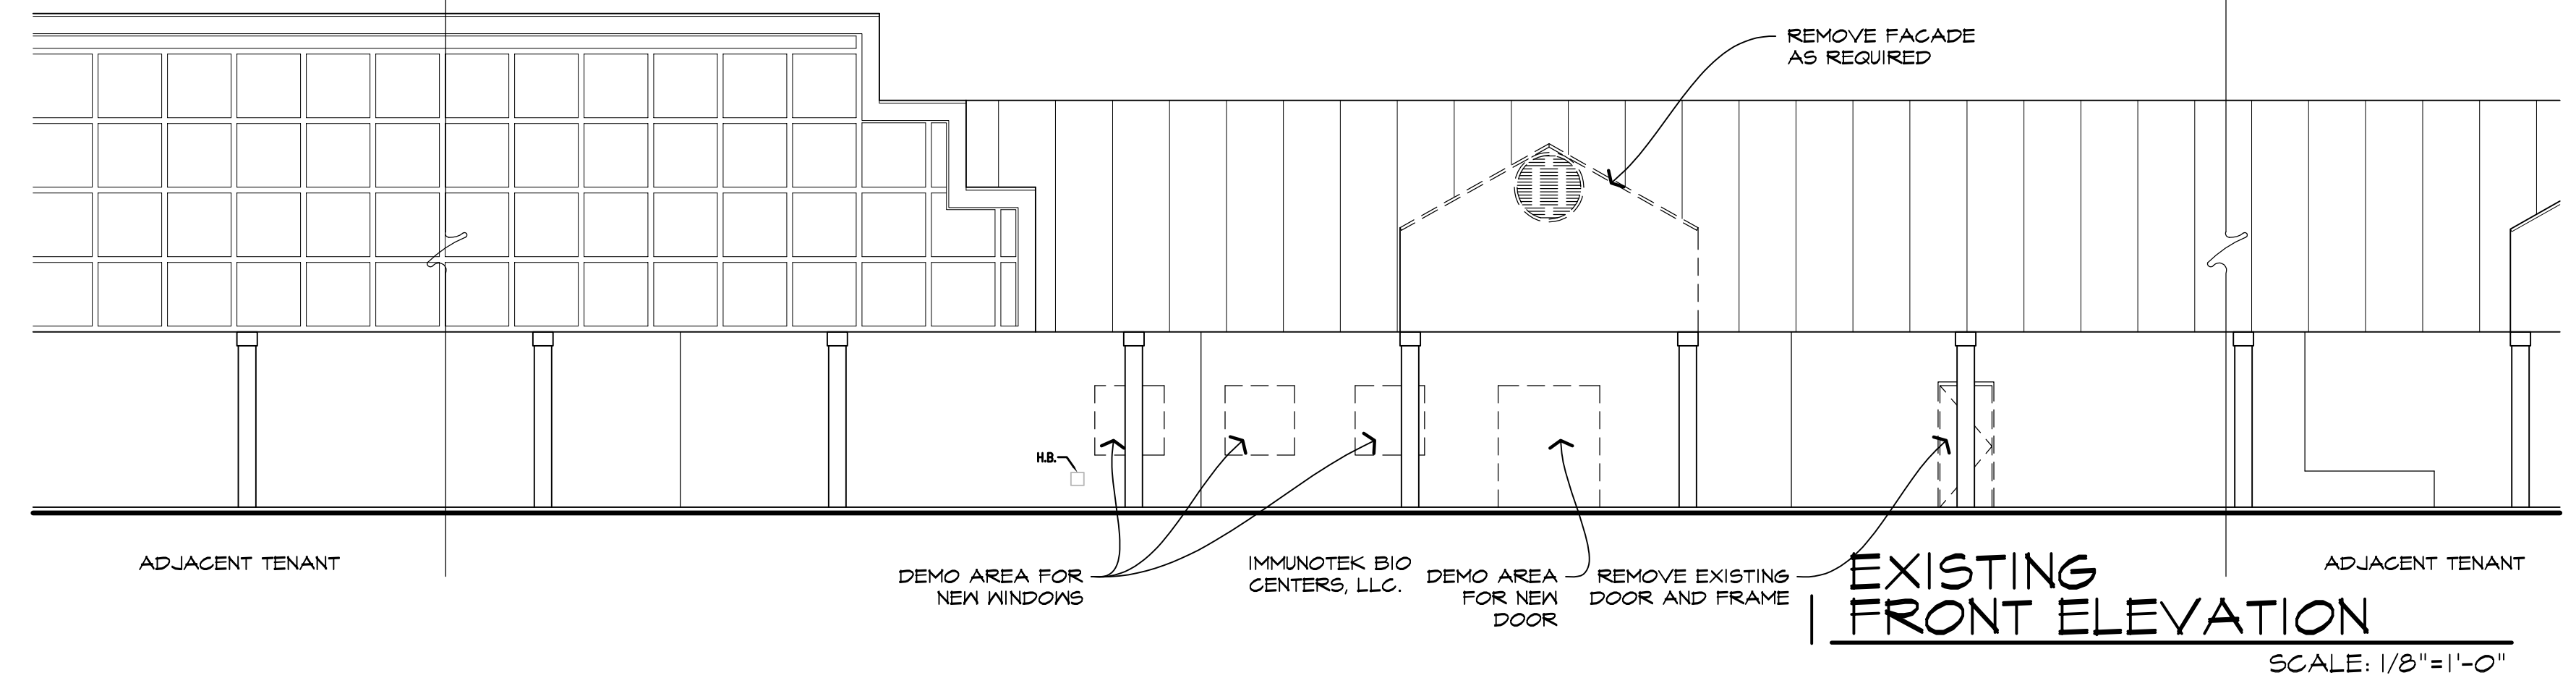 REMOVE FACADE
AS REQUIRED
H.B.
ADJACENT TENANT
DEMO AREA FOR
NEW WINDOWS
IMMUNOTEK BIO
CENTERS, LLC.
DEMO AREA
FOR NEW
DOOR
REMOVE EXISTING
DOOR AND FRAME
ADJACENT TENANT
EXISTING
FRONT ELEVATION
SCALE: 1/8"=1'-0"